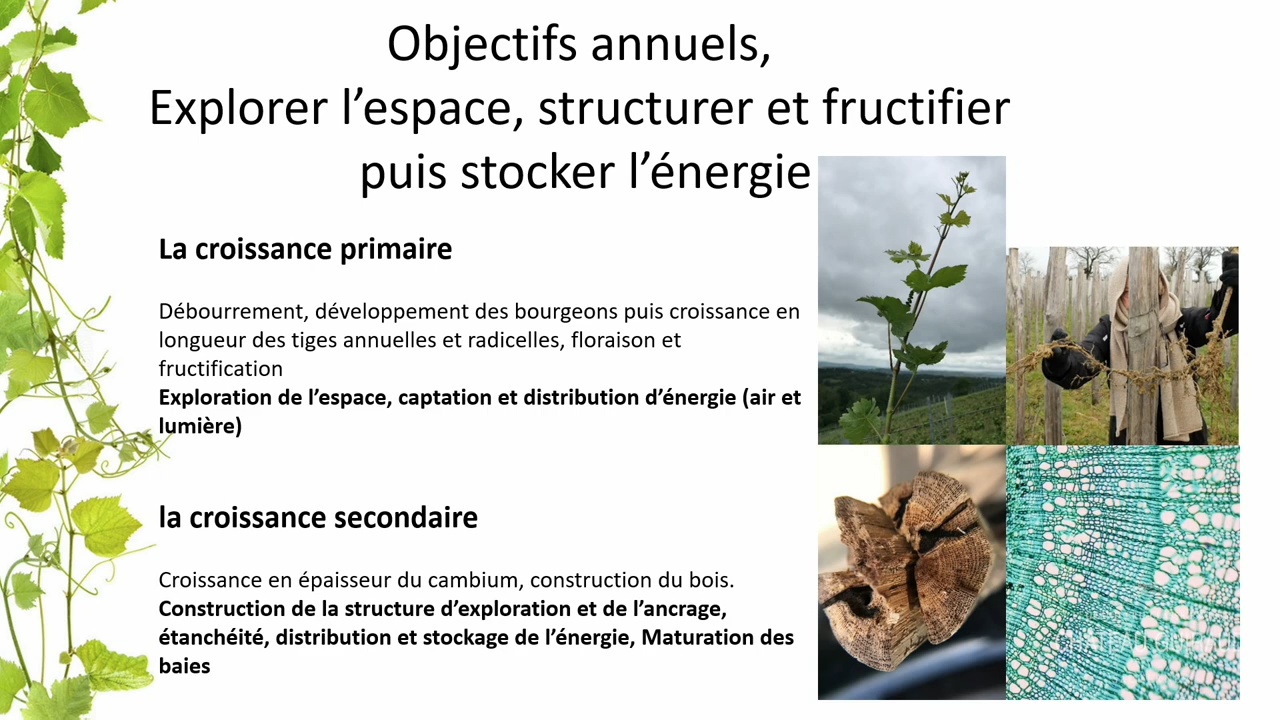 Objectifs annuels,
Explorer l’espace, structurer et fructifier
puis stocker l’énergie
La croissance primaire
Débourrement, développement des bourgeons puis croissance en
longueur des tiges annuelles et radicelles, floraison et
fructification
Exploration de l’espace, captation et distribution d’énergie (air et
lumière)
la croissance secondaire
Croissance en épaisseur du cambium, construction du bois.
Construction de la structure d’exploration et de l’ancrage,
étanchéité, distribution et stockage de l’énergie, Maturation des
baies